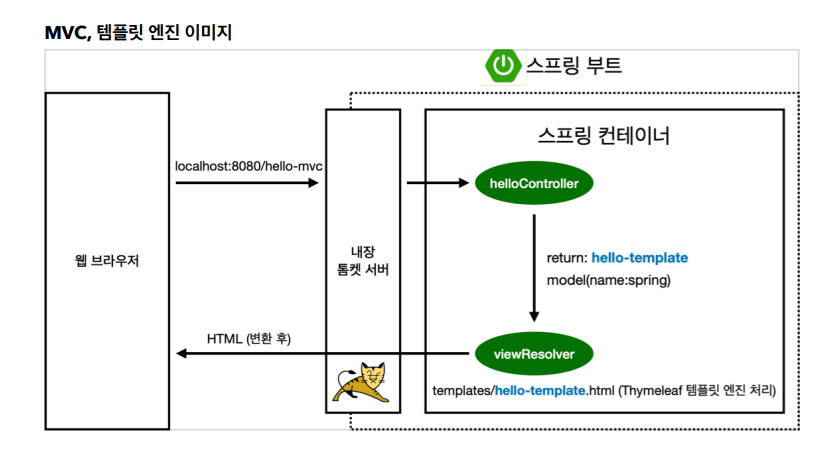 MVC, 템플릿 엔진 이미지
스프링 부트
스프링 컨테이너
localhost:8080/hello-mvc
helloController
웹 브라우저
내장
톰켓 서버
return: hello-template
model(name:spring)
HTML (변환 후)
viewResolver
templates/hello-template.html (Thymeleaf 템플릿 엔진 처리)